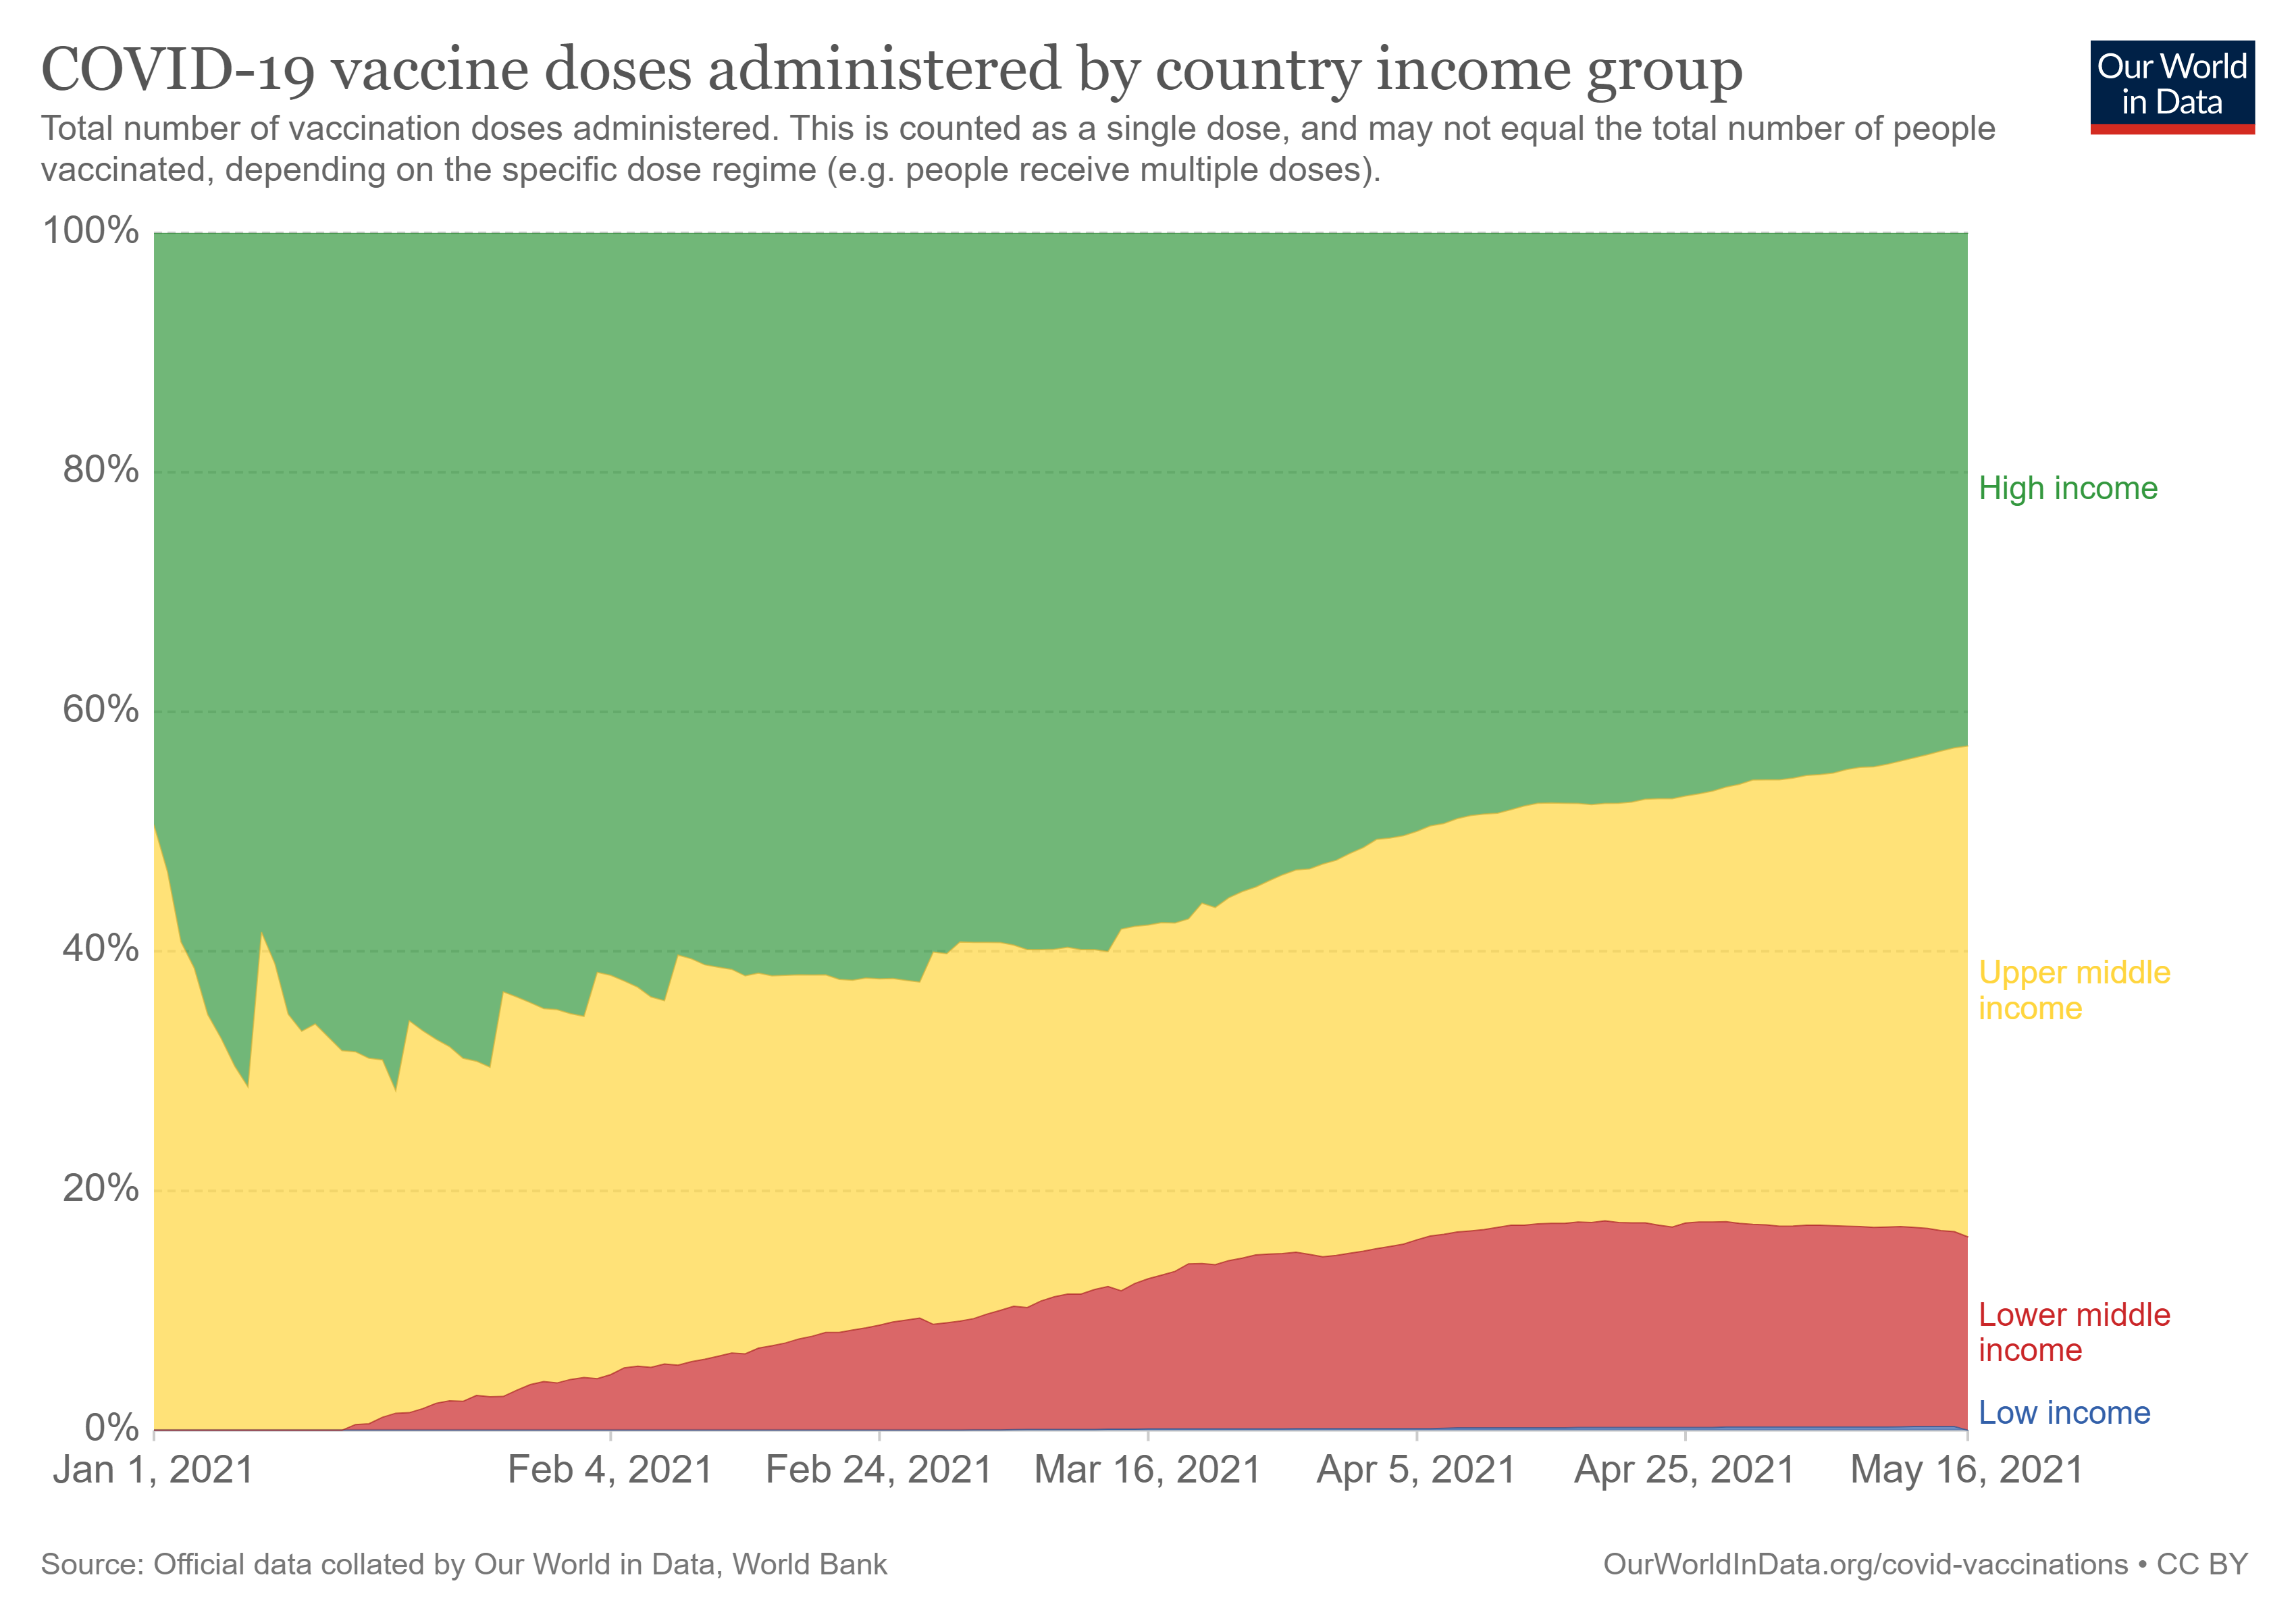 COVID-19 vaccine doses administered by country income group
Our World
in Data
Total number of vaccination doses administered. This is counted as a single dose, and may not equal the total number of people
vaccinated, depending on the specific dose regime (e.g. people receive multiple doses).
100%
80%
High income
60%
40%
Upper middle
income
20%
Lower middle
income
Low income
0%
Jan 1, 2021
Feb 4, 2021
Feb 24, 2021
Mar 16, 2021
Apr 5, 2021
Apr 25, 2021
May 16, 2021
Source: Official data collated by Our World in Data, World Bank
OurWorldInData.org/covid-vaccinations • CC BY